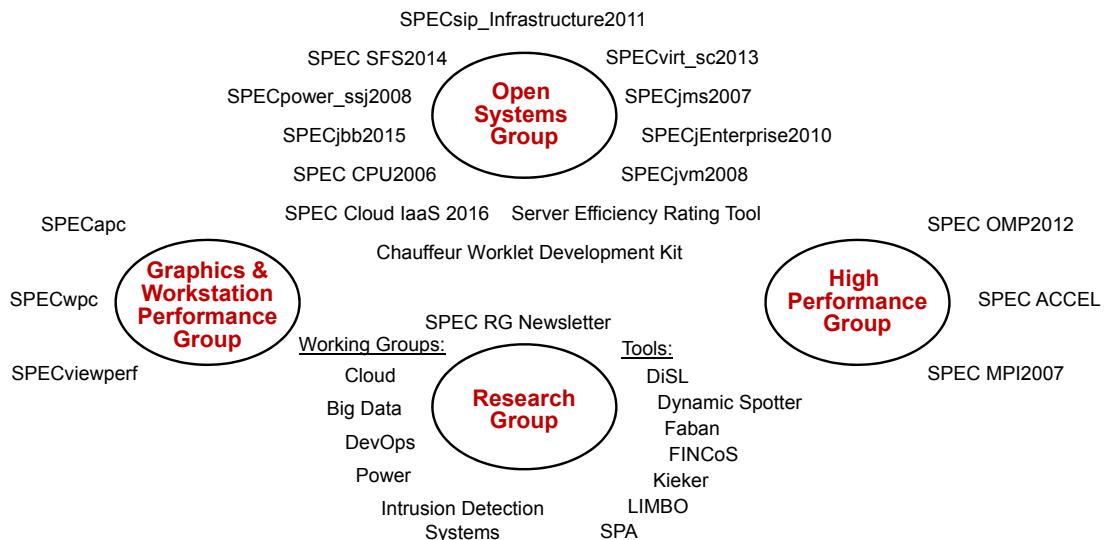 SPECsip_Infrastructure2011
SPEC SFS2014
SPECvirt_sc2013
SPECpower_ssj2008
Open
Systems
Group
SPECjms2007
SPECjbb2015
SPECjEnterprise2010
SPEC CPU2006
SPECjvm2008
SPEC Cloud IaaS 2016
Server Efficiency Rating Tool
Chauffeur Worklet Development Kit
SPECapc
Graphics &
Workstation
Performance
Group
SPECwpc
SPECviewperf
SPEC OMP2012
High
Performance
Group
SPEC ACCEL
SPEC MPI2007
SPEC RG Newsletter
Research
Group
Working Groups:
Cloud
Big Data
DevOps
Power
Intrusion Detection
Systems
Tools:
DiSL
Dynamic Spotter
Faban
FINCoS
Kieker
LIMBO
SPA